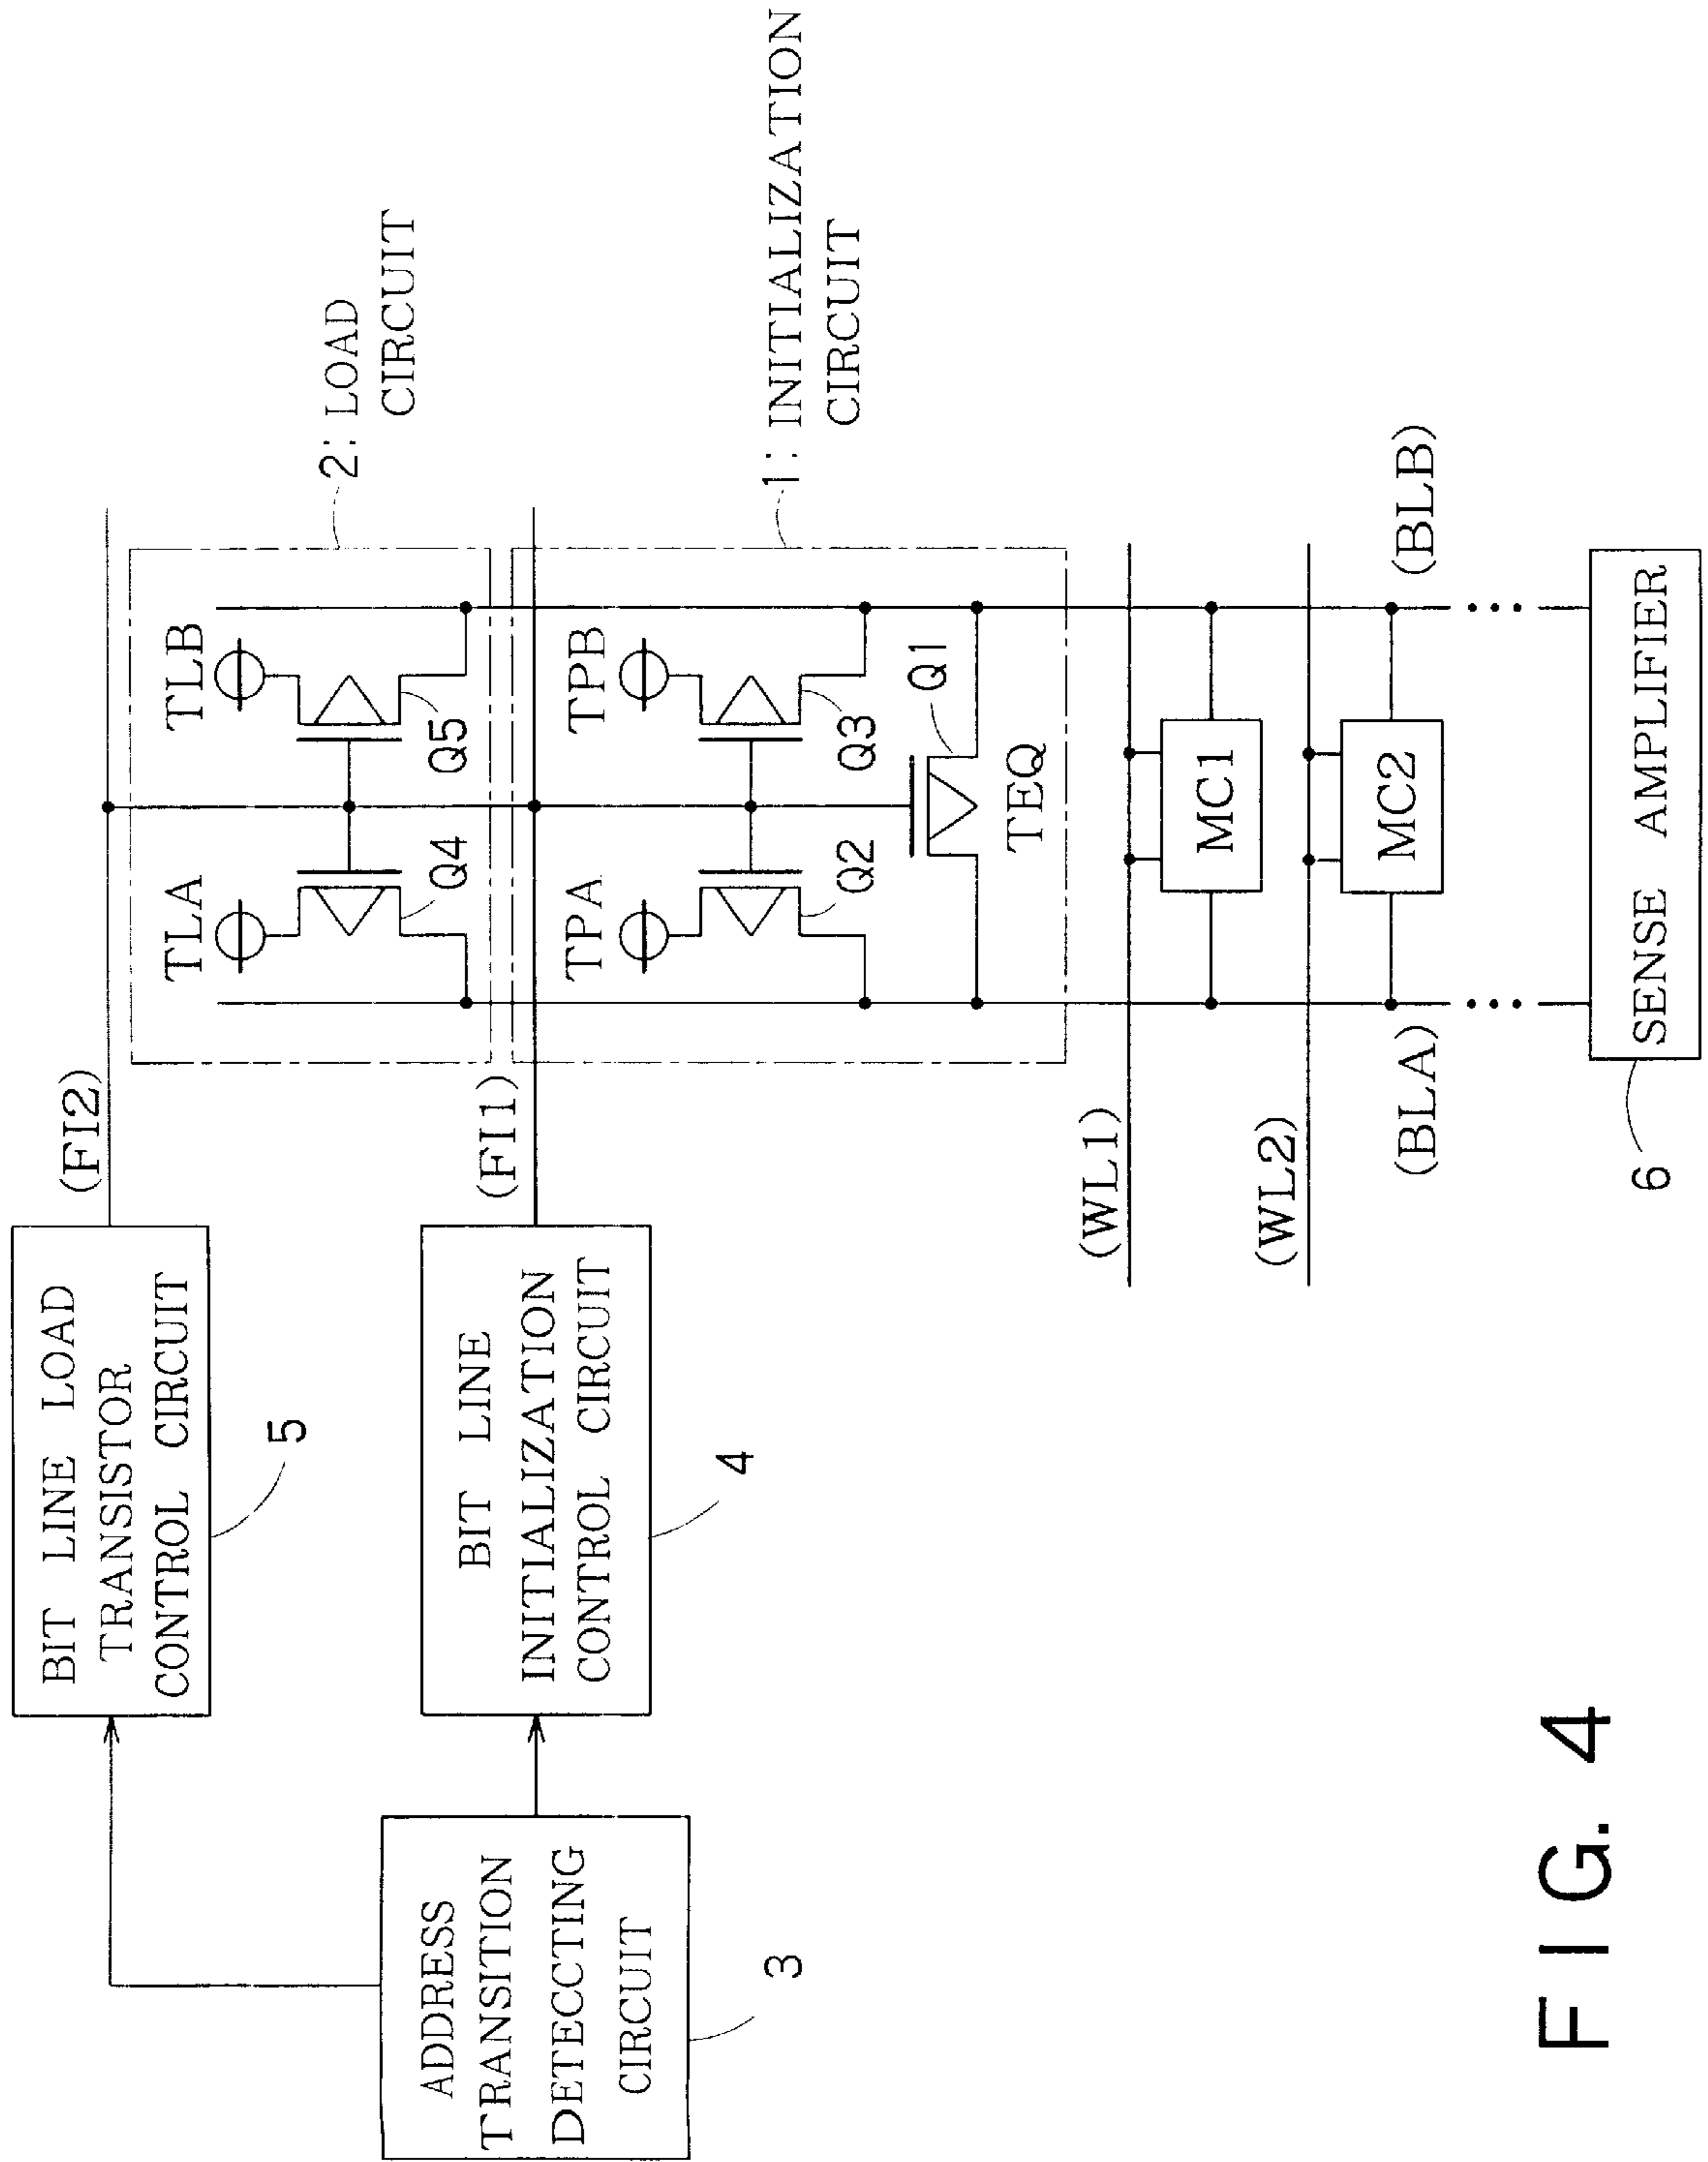 BIT LINE LOAD
TRANSISTOR
CONTROL CIRCUIT
5
(FI2)
ADDRESS
TRANSITION
DETECCTING
CIRCUIT
3
BIT LINE
INITIALIZATION
CONTROL CIRCUIT
4
(FI1)
TLA
TLB
Q4
Q5
2: LOAD
CIRCUIT
TPA
TPB
Q2
Q3
Q1
TEQ
1: INITIALIZATION
CIRCUIT
(WL1)
MC1
(WL2)
MC2
(BLA)
(BLB)
SENSE AMPLIFIER
6
FIG. 4